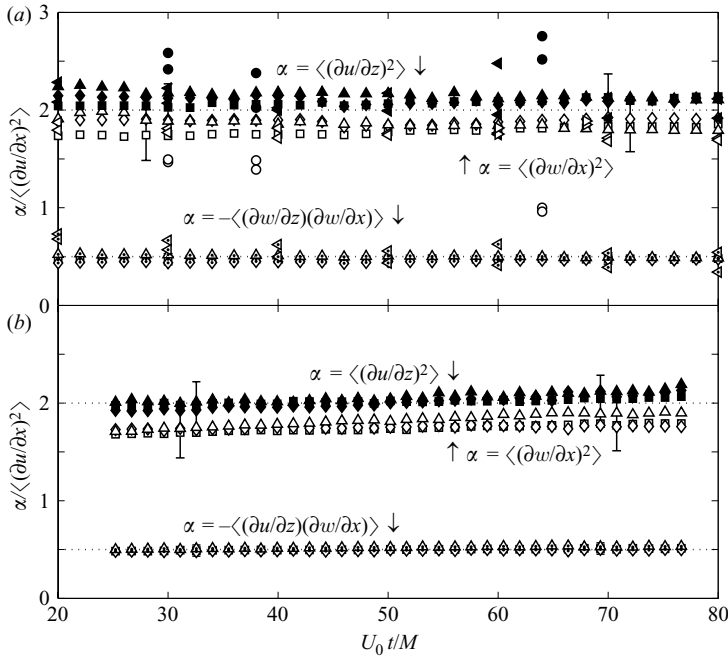 (a)
3
2
1
0
α/⟨(∂u/∂x)²⟩
α = ⟨(∂u/∂z)²⟩ ↓
↑ α = ⟨(∂w/∂x)²⟩
α = –⟨(∂w/∂z)(∂w/∂x)⟩ ↓
(b)
3
2
1
0
α/⟨(∂u/∂x)²⟩
α = ⟨(∂u/∂z)²⟩ ↓
↑ α = ⟨(∂w/∂x)²⟩
α = –⟨(∂u/∂z)(∂w/∂x)⟩ ↓
20 30 40 50 60 70 80
U₀ t/M